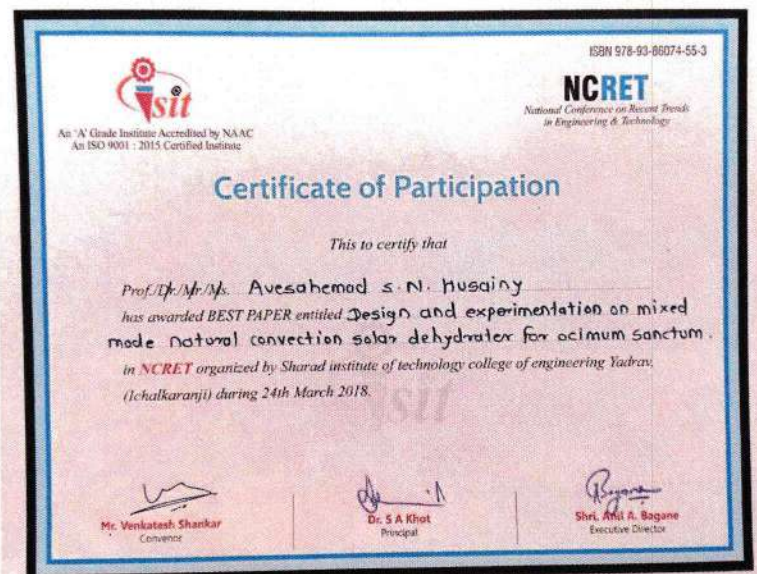 ISBN 978-93-86074-55-3
sit
An 'A' Grade Institute Accredited by NAAC
An ISO 9001 : 2015 Certified Institute
NCRET
National Conference on Recent Trends
in Engineering & Technology
Certificate of Participation
This to certify that
Prof./Dr./Mr./Ms. Avesahemad S. N. Husainy
has awarded BEST PAPER entitled Design and experimentation on mixed
mode natural convection solar dehydrater for ocimum sanctum.
in NCRET organized by Sharad institute of technology college of engineering Yadrav,
(Ichalkaranji) during 24th March 2018.
sit
Mr. Venkatesh Shankar
Convenor
Dr. S A Khot
Principal
Bagane
Shri. Anil A. Bagane
Executive Director